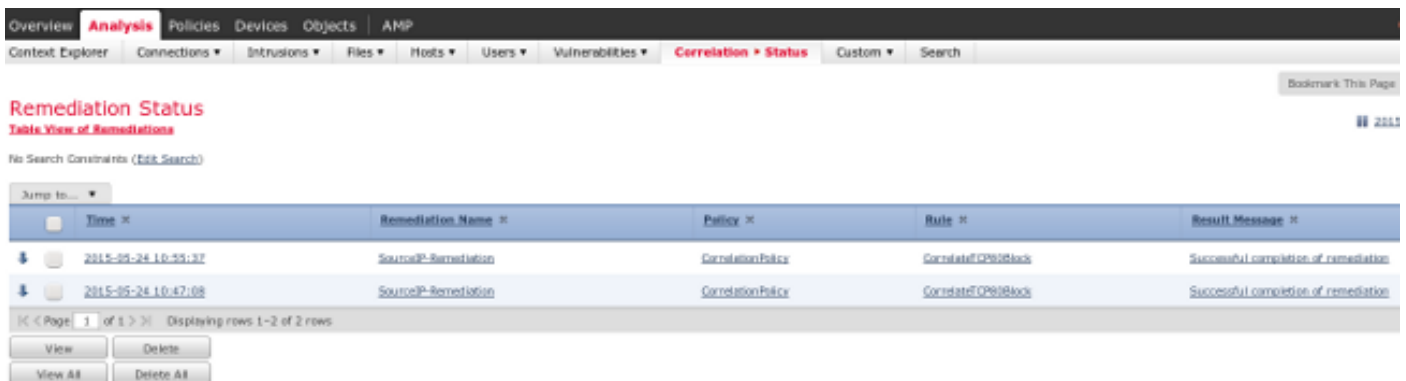 Overview Analysis Policies Devices Objects AMP
Context Explorer Connections ▾ Intrusions ▾ Files ▾ Hosts ▾ Users ▾ Vulnerabilities ▾ Correlation ▸ Status Custom ▾ Search
Bookmark This Page
Remediation Status
Table View of Remediations
2015
No Search Constraints (Edit Search)
Jump to... ▾
Time × Remediation Name × Policy × Rule × Result Message ×
2015-05-24 10:55:37 SourceIP-Remediation CorrelationPolicy CorrelateTCP80Block Successful completion of remediation
2015-05-24 10:47:08 SourceIP-Remediation CorrelationPolicy CorrelateTCP80Block Successful completion of remediation
|< < Page 1 of 1 > >| Displaying rows 1–2 of 2 rows
View Delete
View All Delete All